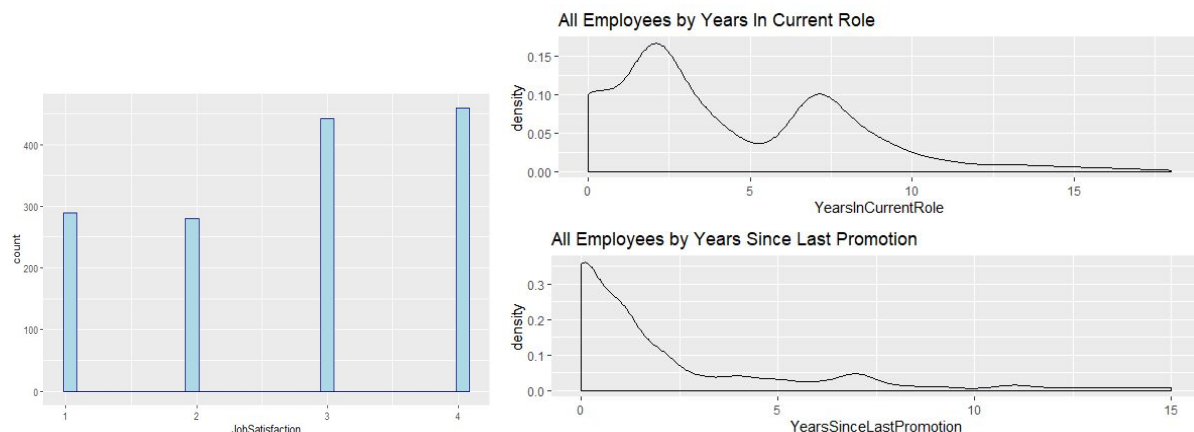 400
300
200
100
0
count
1 2 3 4
JobSatisfaction
All Employees by Years In Current Role
0.15
0.10
0.05
0.00
density
0 5 10 15
YearsInCurrentRole
All Employees by Years Since Last Promotion
0.3
0.2
0.1
0.0
density
0 5 10 15
YearsSinceLastPromotion